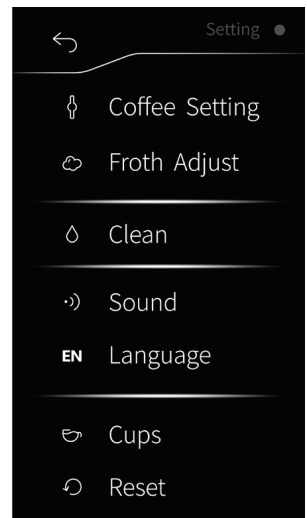 Setting
Coffee Setting
Froth Adjust
Clean
Sound
EN Language
Cups
Reset